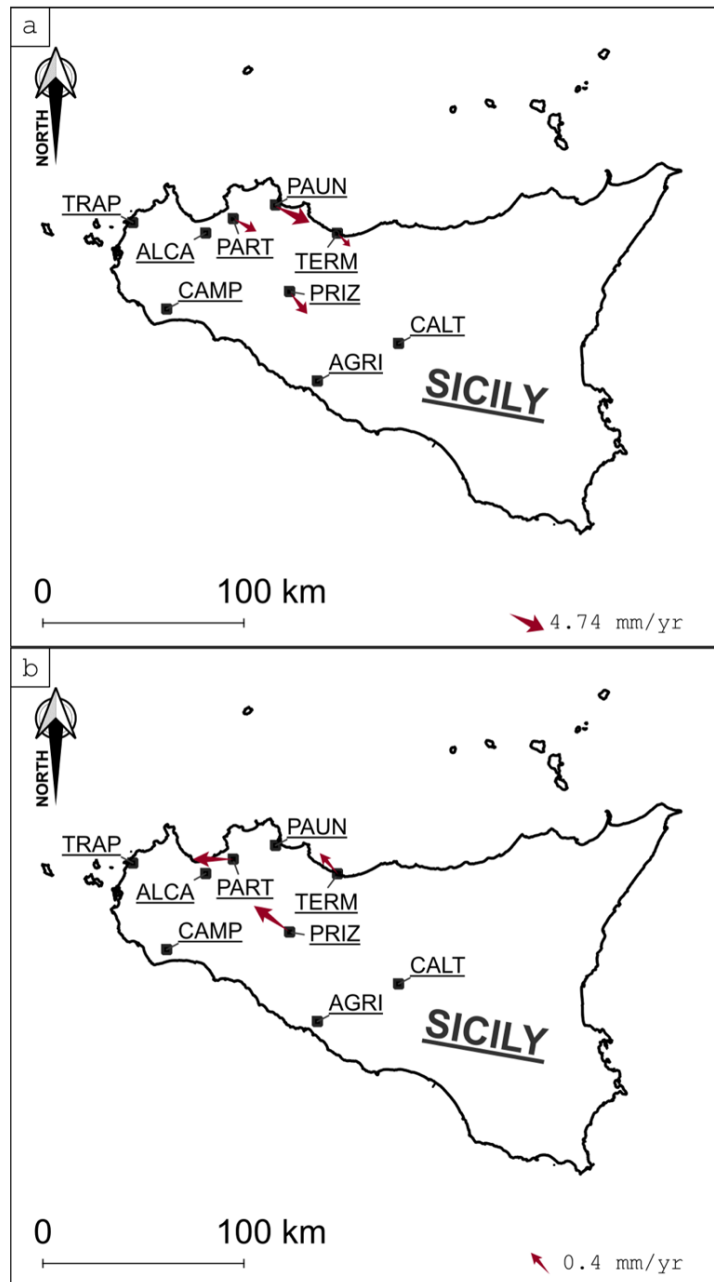 a
NORTH
PAUN
TRAP
ALCA
PART
TERM
CAMP
PRIZ
CALT
AGRI
SICILY
0
100 km
4.74 mm/yr
b
NORTH
PAUN
TRAP
ALCA
PART
TERM
CAMP
PRIZ
CALT
AGRI
SICILY
0
100 km
0.4 mm/yr